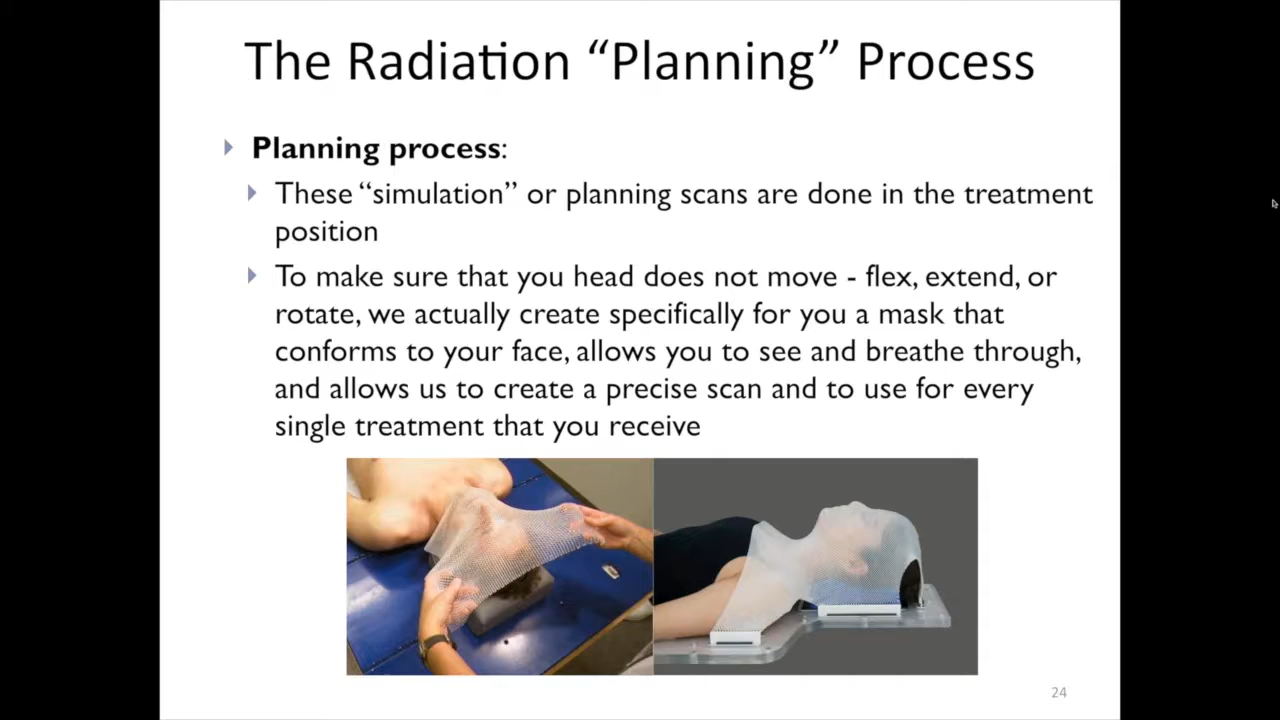 The Radiation “Planning” Process
Planning process:
These “simulation” or planning scans are done in the treatment
position
To make sure that you head does not move - flex, extend, or
rotate, we actually create specifically for you a mask that
conforms to your face, allows you to see and breathe through,
and allows us to create a precise scan and to use for every
single treatment that you receive
24